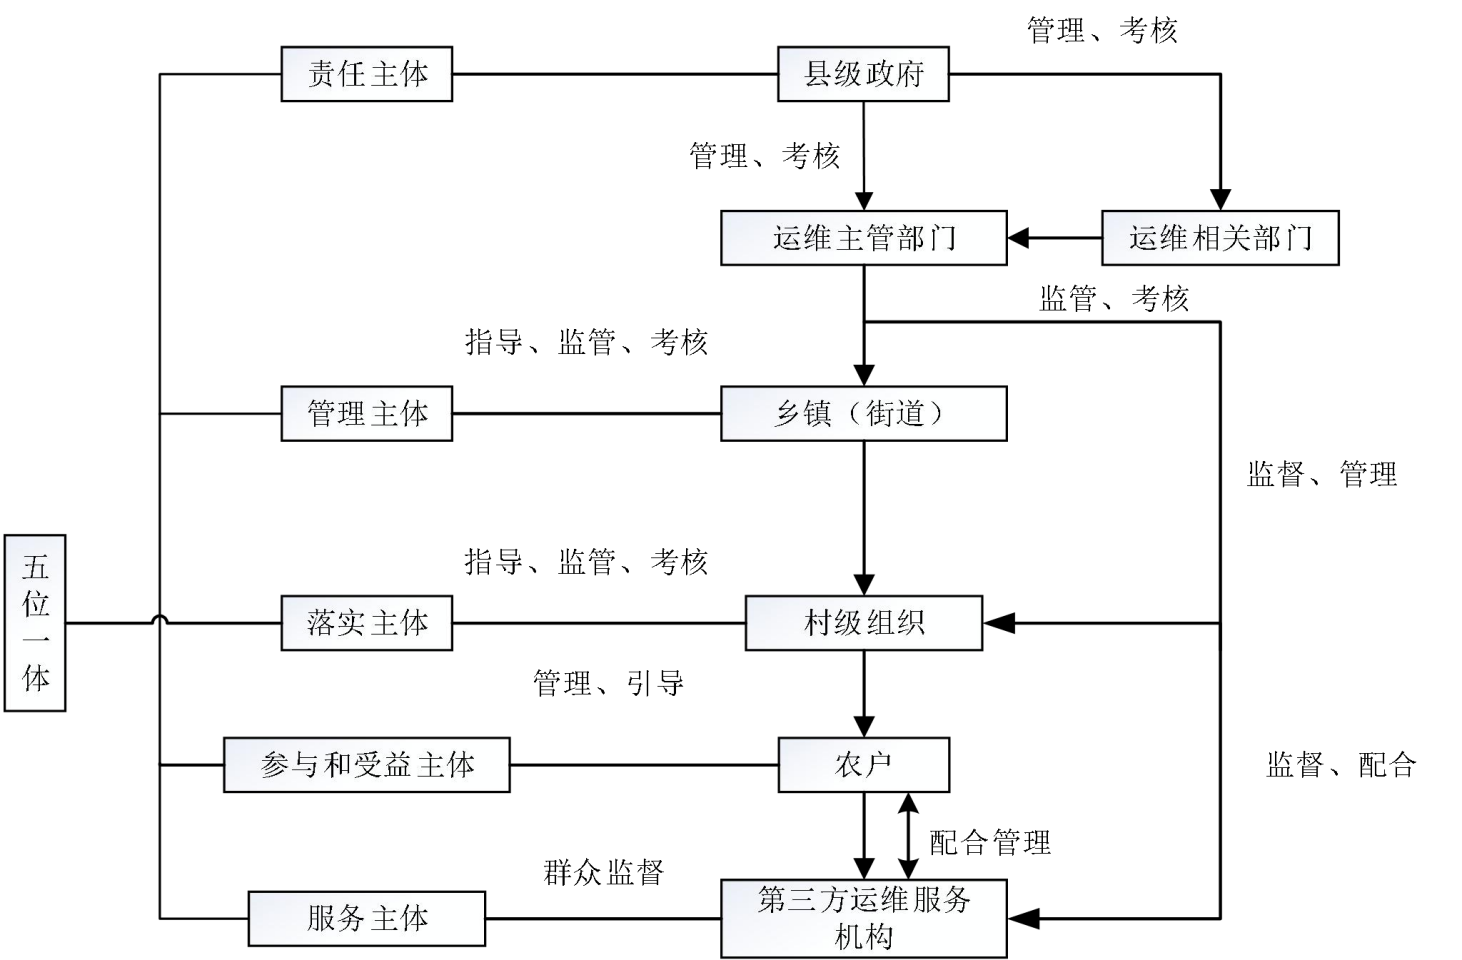 管理、考核
责任主体
县级政府
管理、考核
运维主管部门
运维相关部门
监管、考核
指导、监管、考核
管理主体
乡镇（街道）
监督、管理
五位一体
指导、监管、考核
落实主体
村级组织
管理、引导
参与和受益主体
农户
监督、配合
配合管理
群众监督
服务主体
第三方运维服务
机构